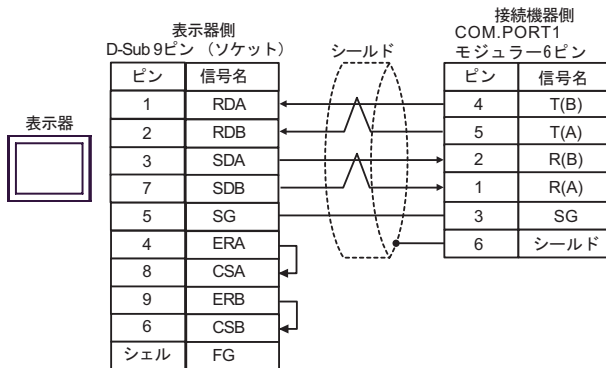 表示器側
D-Sub 9ピン （ソケット）
シールド
接続機器側
COM.PORT1
モジュラー6ピン
表示器
ピン 信号名
1 RDA
2 RDB
3 SDA
7 SDB
5 SG
4 ERA
8 CSA
9 ERB
6 CSB
シェル FG
ピン 信号名
4 T(B)
5 T(A)
2 R(B)
1 R(A)
3 SG
6 シールド